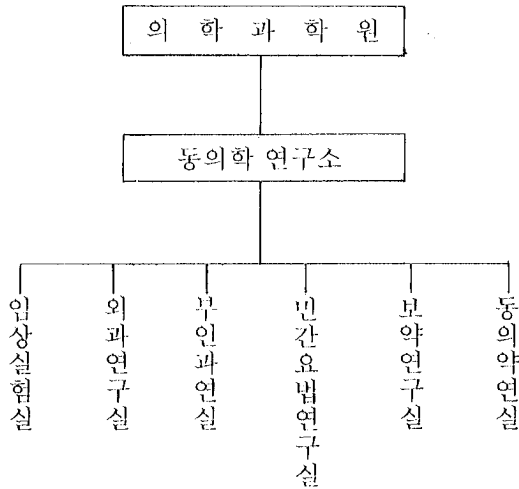 의 학 과 학 원
동의학 연구소
임상실험실
외과연구실
부인과연실
민간요법연구실
보약연구실
동의약연실